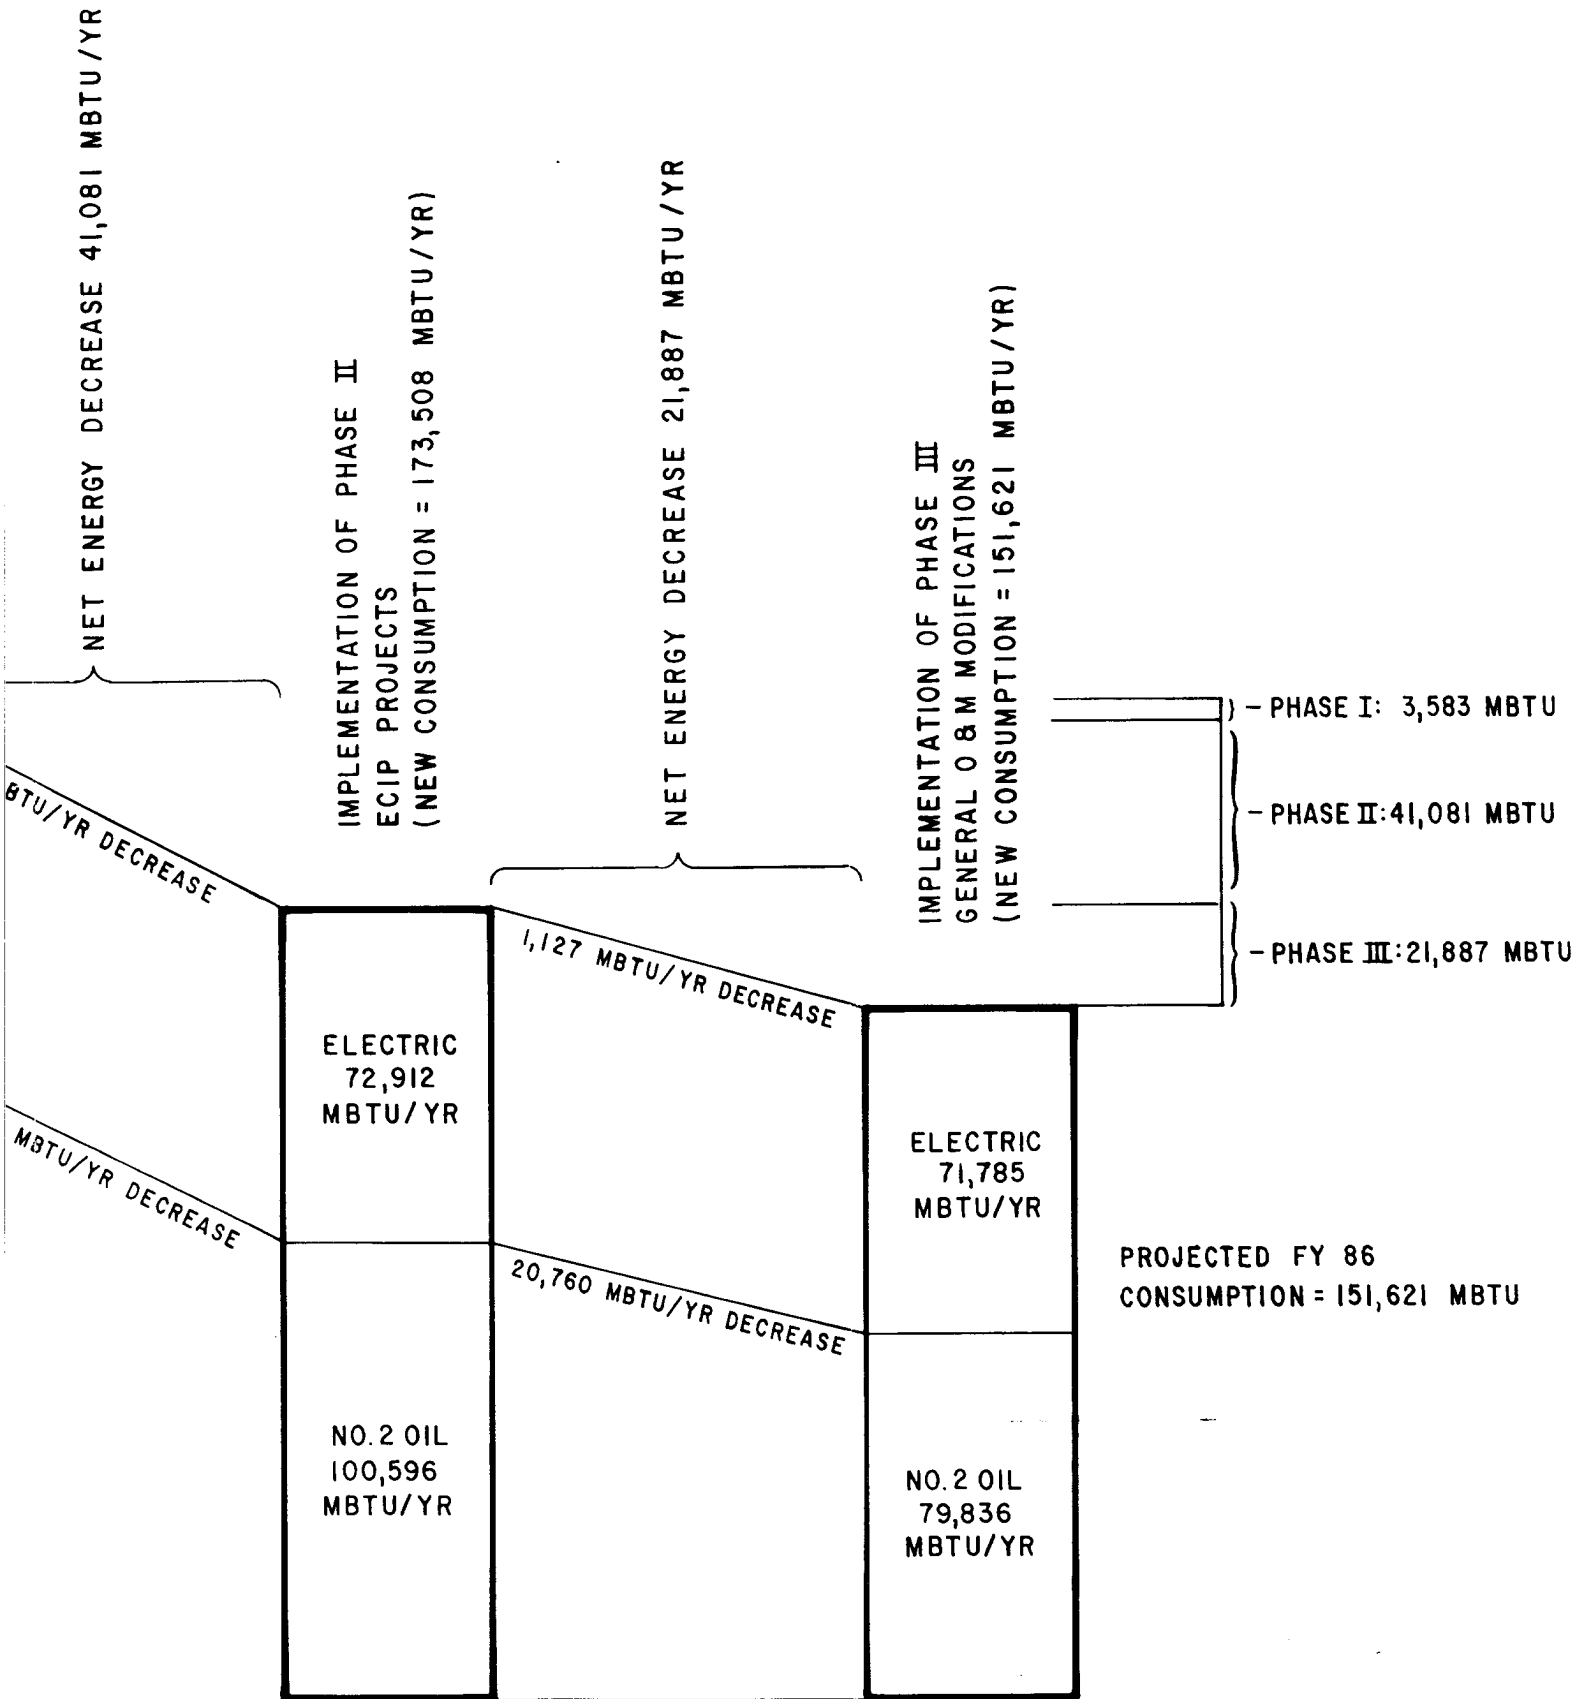 NET ENERGY DECREASE 41,081 MBTU/YR
IMPLEMENTATION OF PHASE II
ECIP PROJECTS
(NEW CONSUMPTION = 173,508 MBTU/YR)
NET ENERGY DECREASE 21,887 MBTU/YR
IMPLEMENTATION OF PHASE III
GENERAL O & M MODIFICATIONS
(NEW CONSUMPTION = 151,621 MBTU/YR)
- PHASE I: 3,583 MBTU
- PHASE II: 41,081 MBTU
- PHASE III: 21,887 MBTU
BTU/YR DECREASE
1,127 MBTU/YR DECREASE
ELECTRIC
72,912
MBTU/YR
ELECTRIC
71,785
MBTU/YR
MBTU/YR DECREASE
20,760 MBTU/YR DECREASE
PROJECTED FY 86
CONSUMPTION = 151,621 MBTU
NO. 2 OIL
100,596
MBTU/YR
NO. 2 OIL
79,836
MBTU/YR